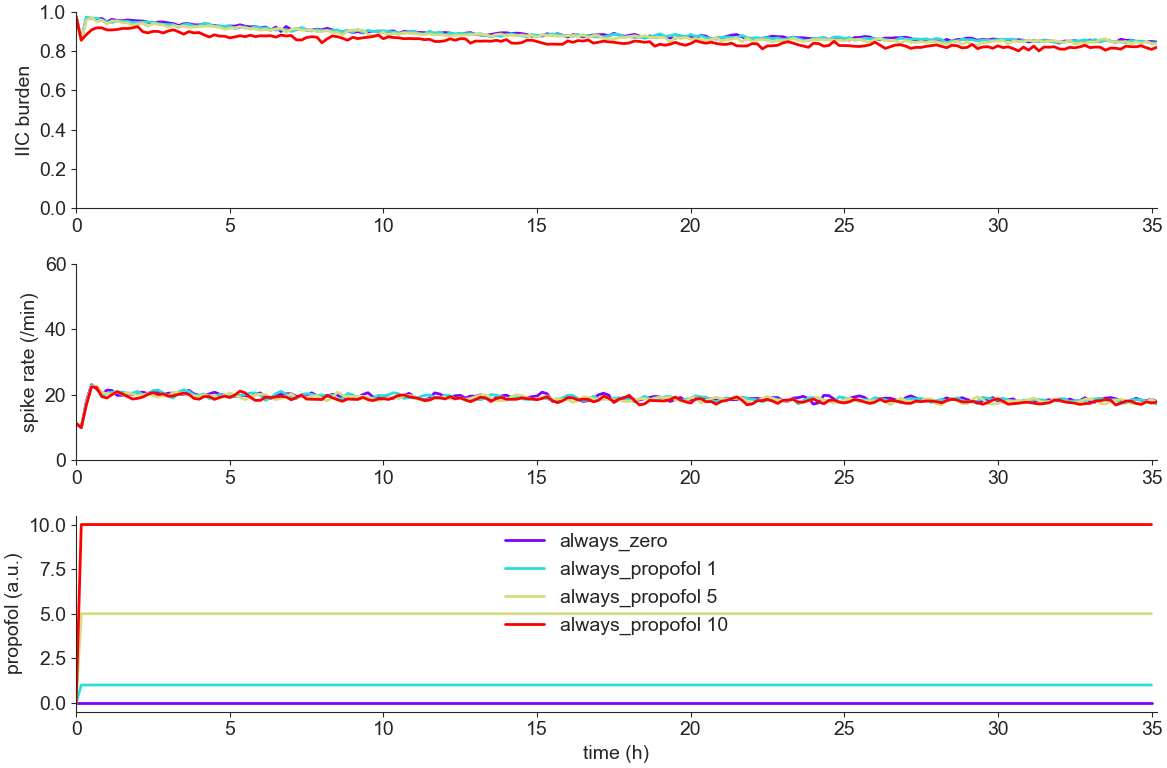 1.0
0.8
0.6
0.4
0.2
0.0
IIC burden
0 5 10 15 20 25 30 35
60
40
20
0
spike rate (/min)
0 5 10 15 20 25 30 35
10.0
7.5
5.0
2.5
0.0
propofol (a.u.)
always_zero
always_propofol 1
always_propofol 5
always_propofol 10
0 5 10 15 20 25 30 35
time (h)